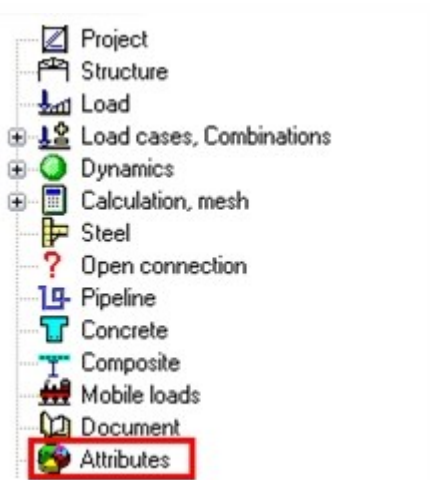 Project
Structure
Load
Load cases, Combinations
Dynamics
Calculation, mesh
Steel
Open connection
Pipeline
Concrete
Composite
Mobile loads
Document
Attributes